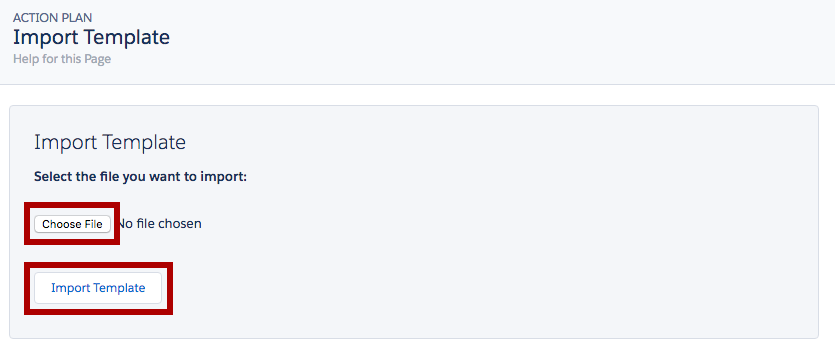 ACTION PLAN
Import Template
Help for this Page
Import Template
Select the file you want to import:
Choose File No file chosen
Import Template